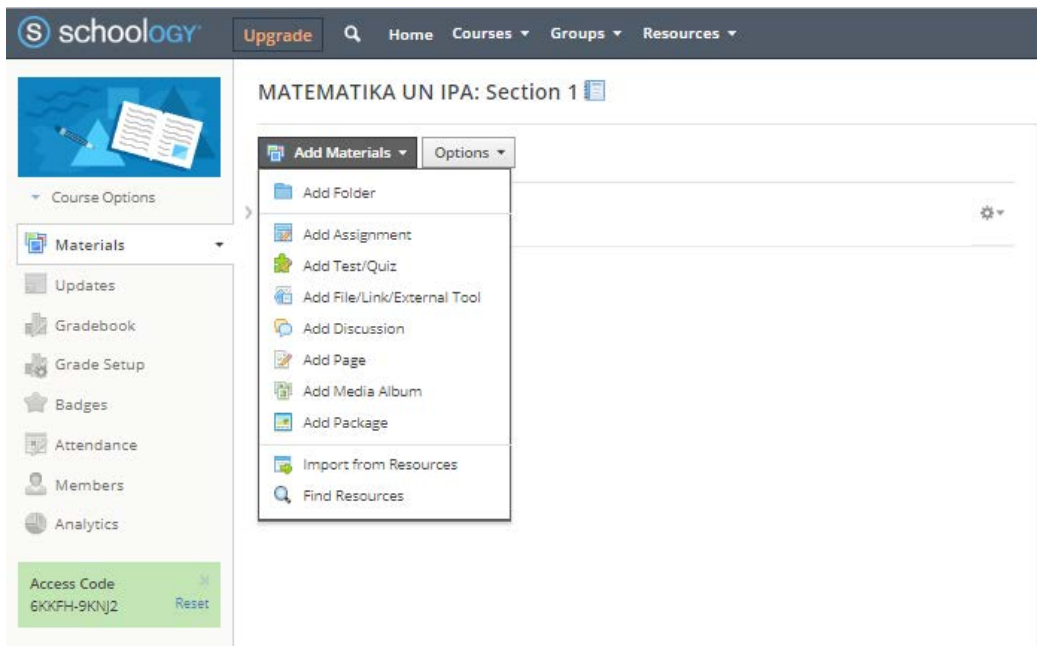 schoology Upgrade Home Courses Groups Resources
MATEMATIKA UN IPA: Section 1
Add Materials Options
Add Folder
Add Assignment
Add Test/Quiz
Add File/Link/External Tool
Add Discussion
Add Page
Add Media Album
Add Package
Import from Resources
Find Resources
Course Options
Materials
Updates
Gradebook
Grade Setup
Badges
Attendance
Members
Analytics
Access Code
6KKFH-9KNJ2 Reset